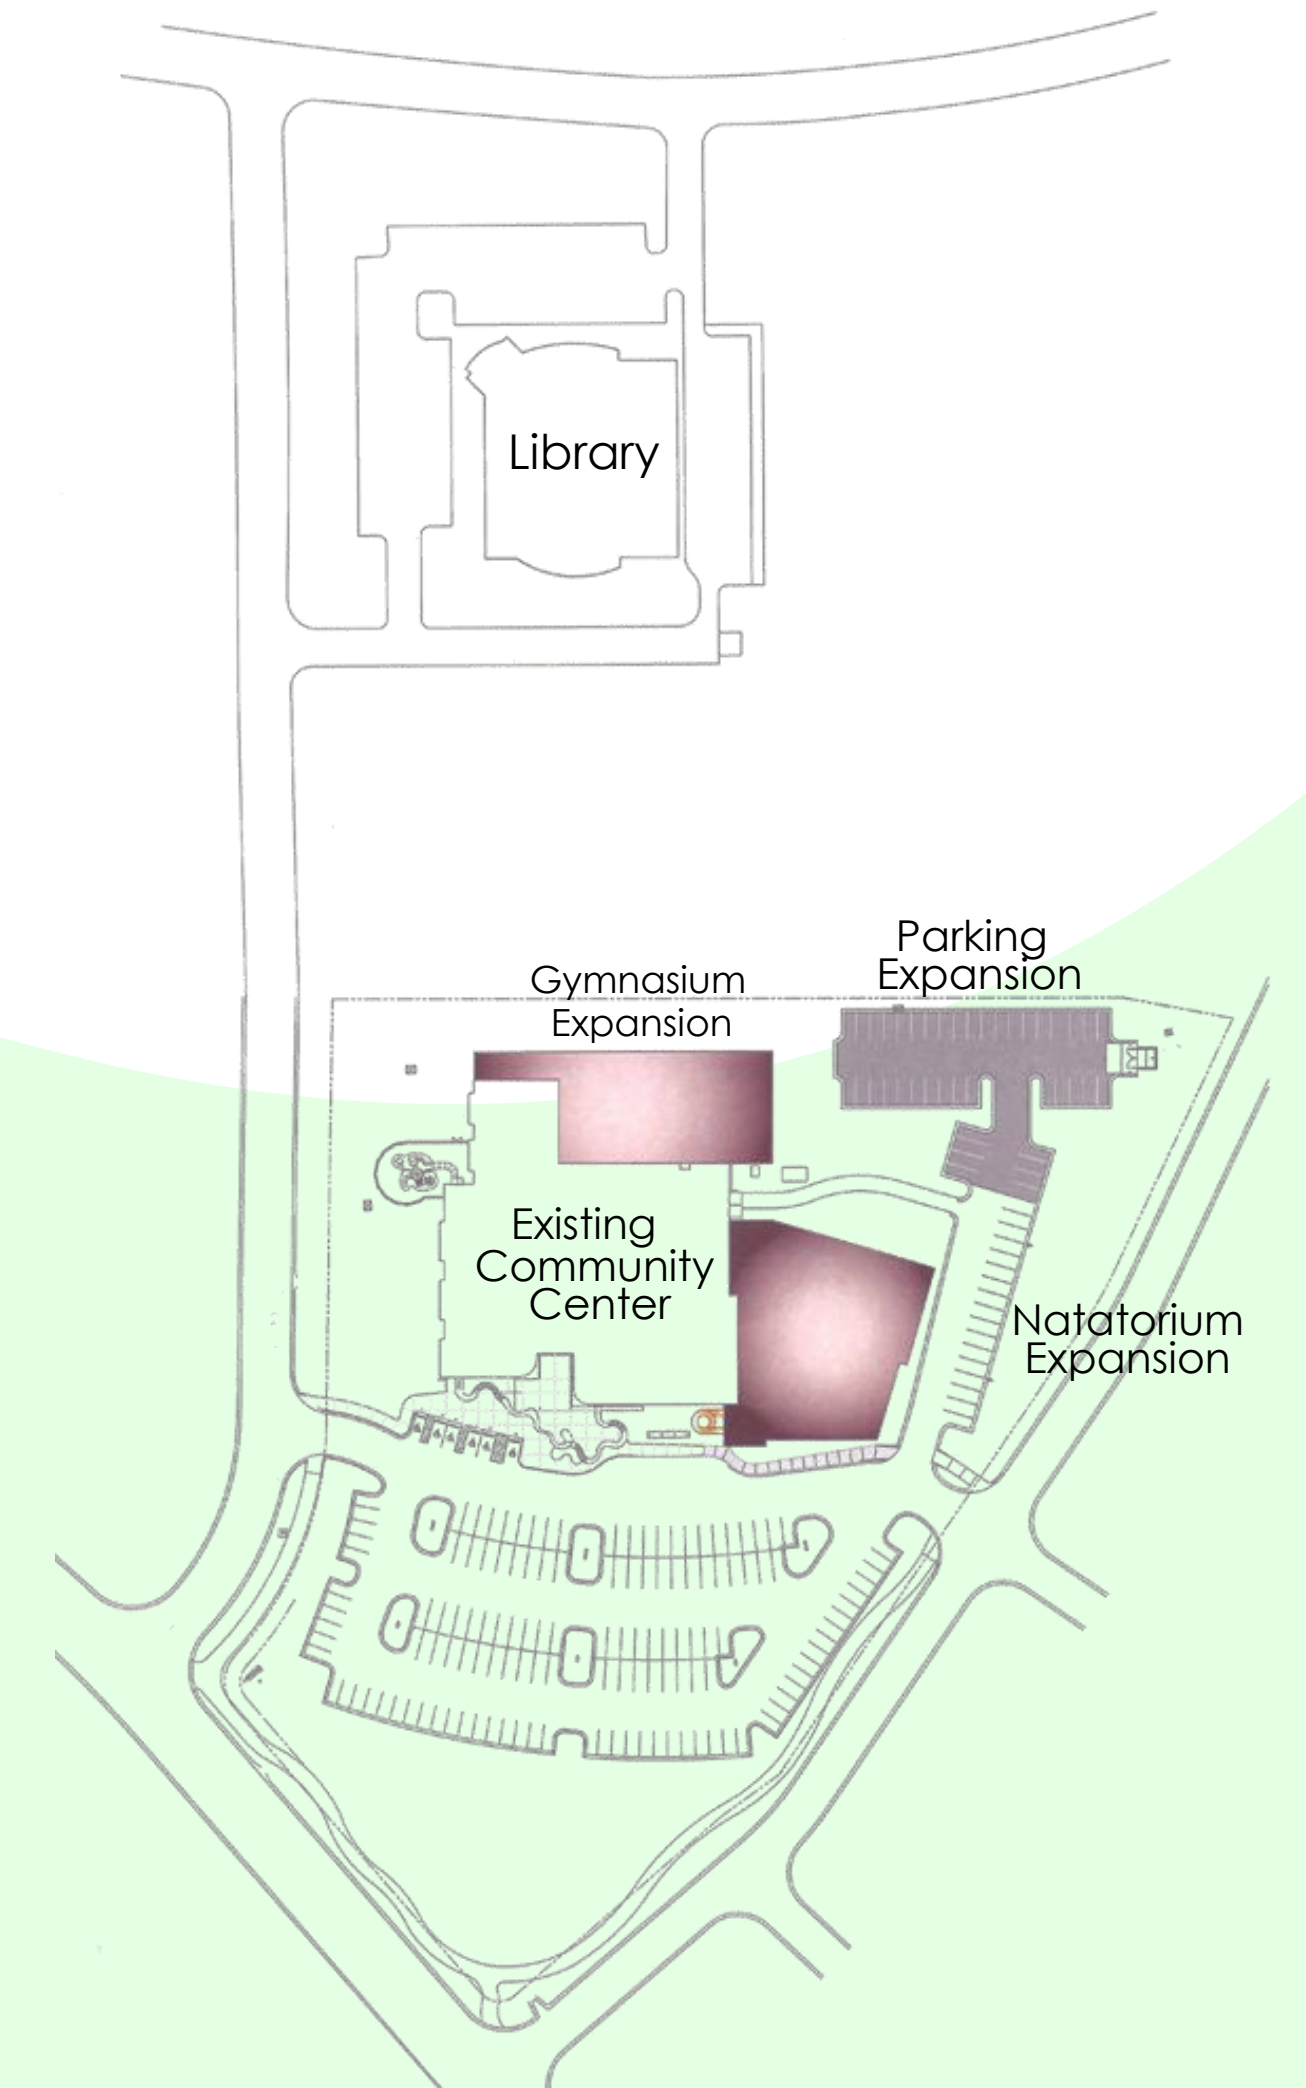 Library
Parking
Expansion
Gymnasium
Expansion
Existing
Community
Center
Natatorium
Expansion